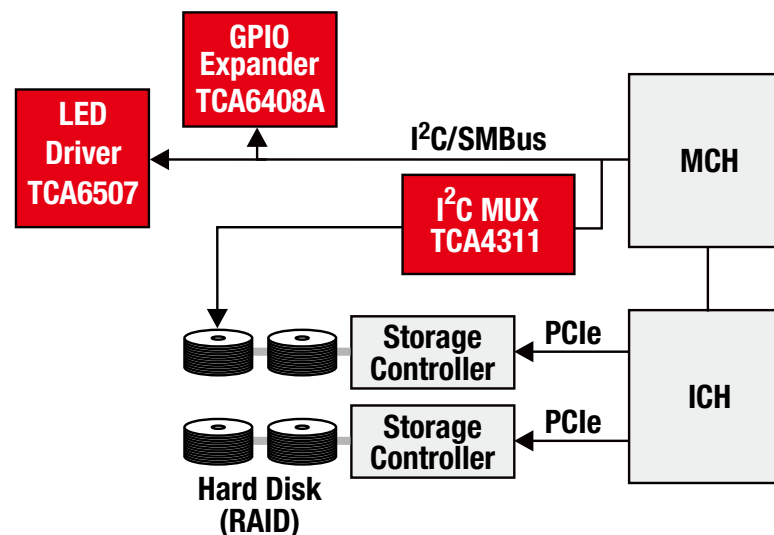 GPIO
Expander
TCA6408A
LED
Driver
TCA6507
I²C/SMBus
MCH
I²C MUX
TCA4311
Storage
Controller
PCIe
ICH
Storage
Controller
PCIe
Hard Disk
(RAID)